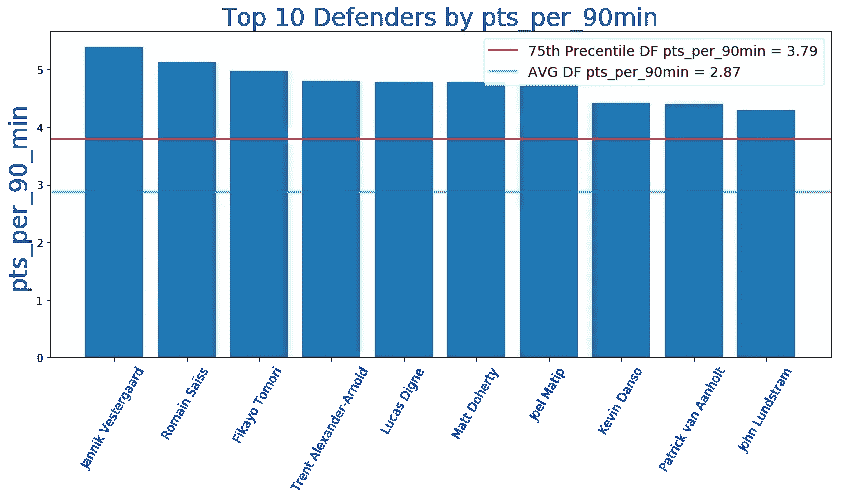 Top 10 Defenders by pts_per_90min
75th Precentile DF pts_per_90min = 3.79
AVG DF pts_per_90min = 2.87
pts_per_90_min
5
4
3
2
1
0
Jannik Vestergaard
Romain Saïss
Fikayo Tomori
Trent Alexander-Arnold
Lucas Digne
Matt Doherty
Joel Matip
Kevin Danso
Patrick van Aanholt
John Lundstram